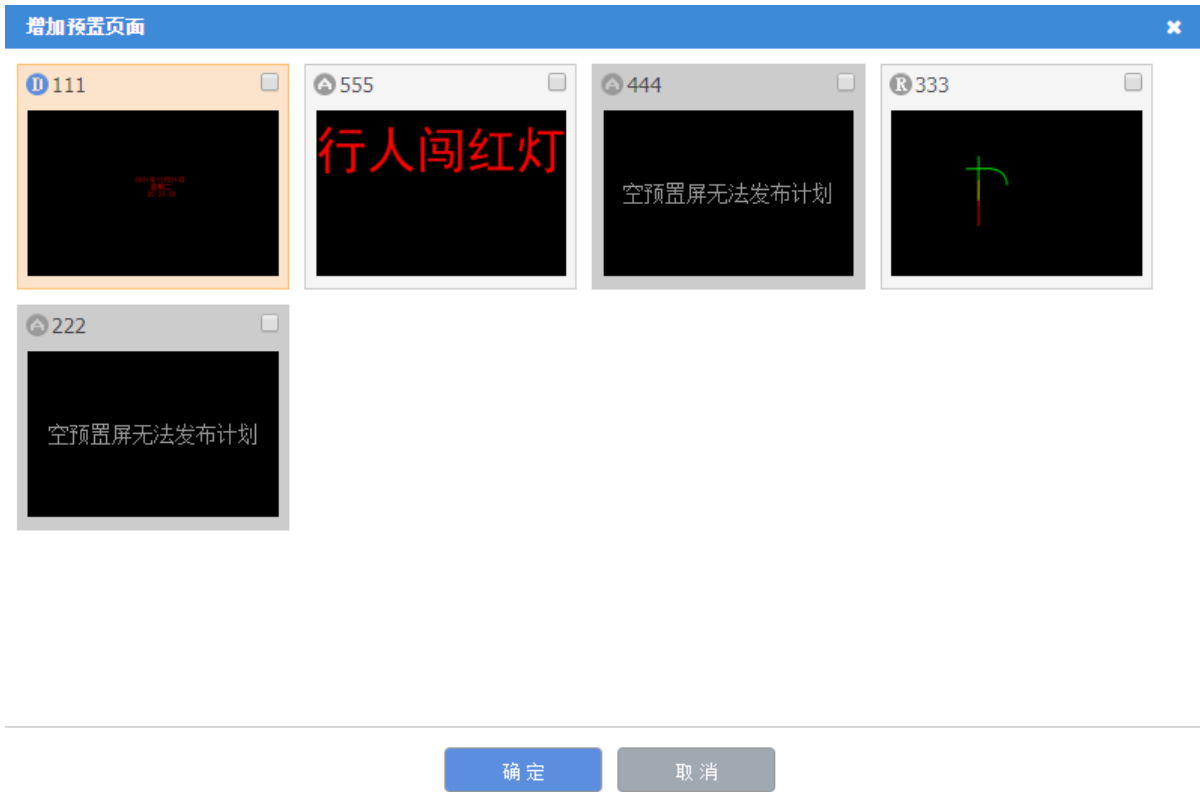 增加预置页面
D 111
A 555
A 444
R 333
行人闯红灯
空预置屏无法发布计划
A 222
空预置屏无法发布计划
确定
取消